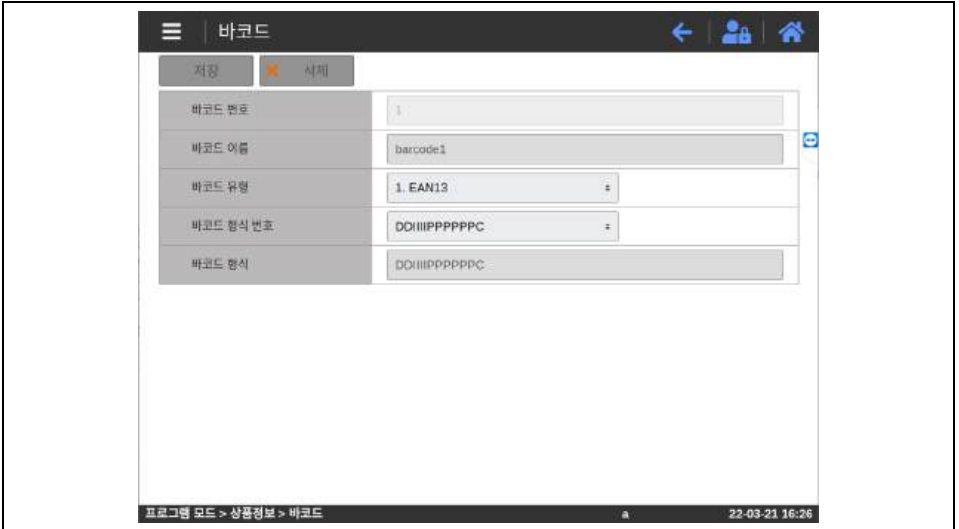 바코드
저장 삭제
바코드 번호 1
바코드 이름 barcode1
바코드 유형 1. EAN13
바코드 형식 번호 DDIIIIPPPPPPC
바코드 형식 DDIIIIPPPPPPC
프로그램 모드 > 상품정보 > 바코드 a 22-03-21 16:26